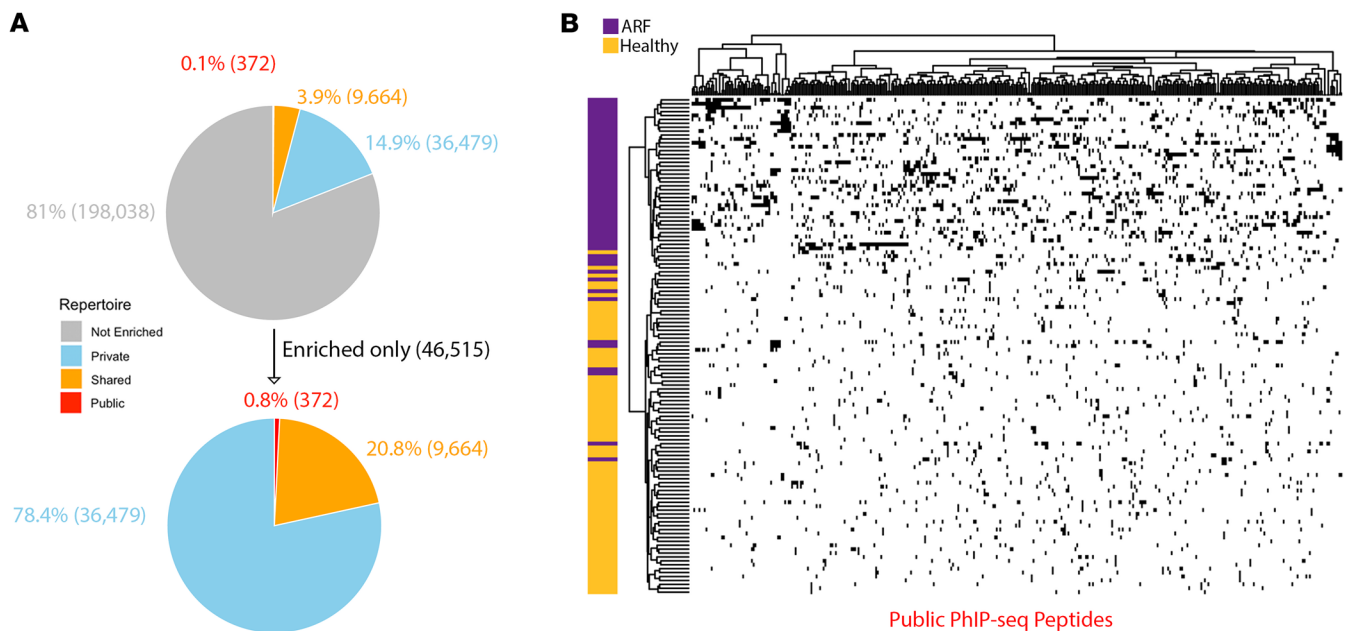 A
0.1% (372)
3.9% (9.664)
14.9% (36,479)
81% (198,038)
Repertoire
Not Enriched
Private
Shared
Public
Enriched only (46,515)
0.8% (372)
20.8% (9,664)
78.4% (36,479)
B
ARF
Healthy
Public PhIP-seq Peptides